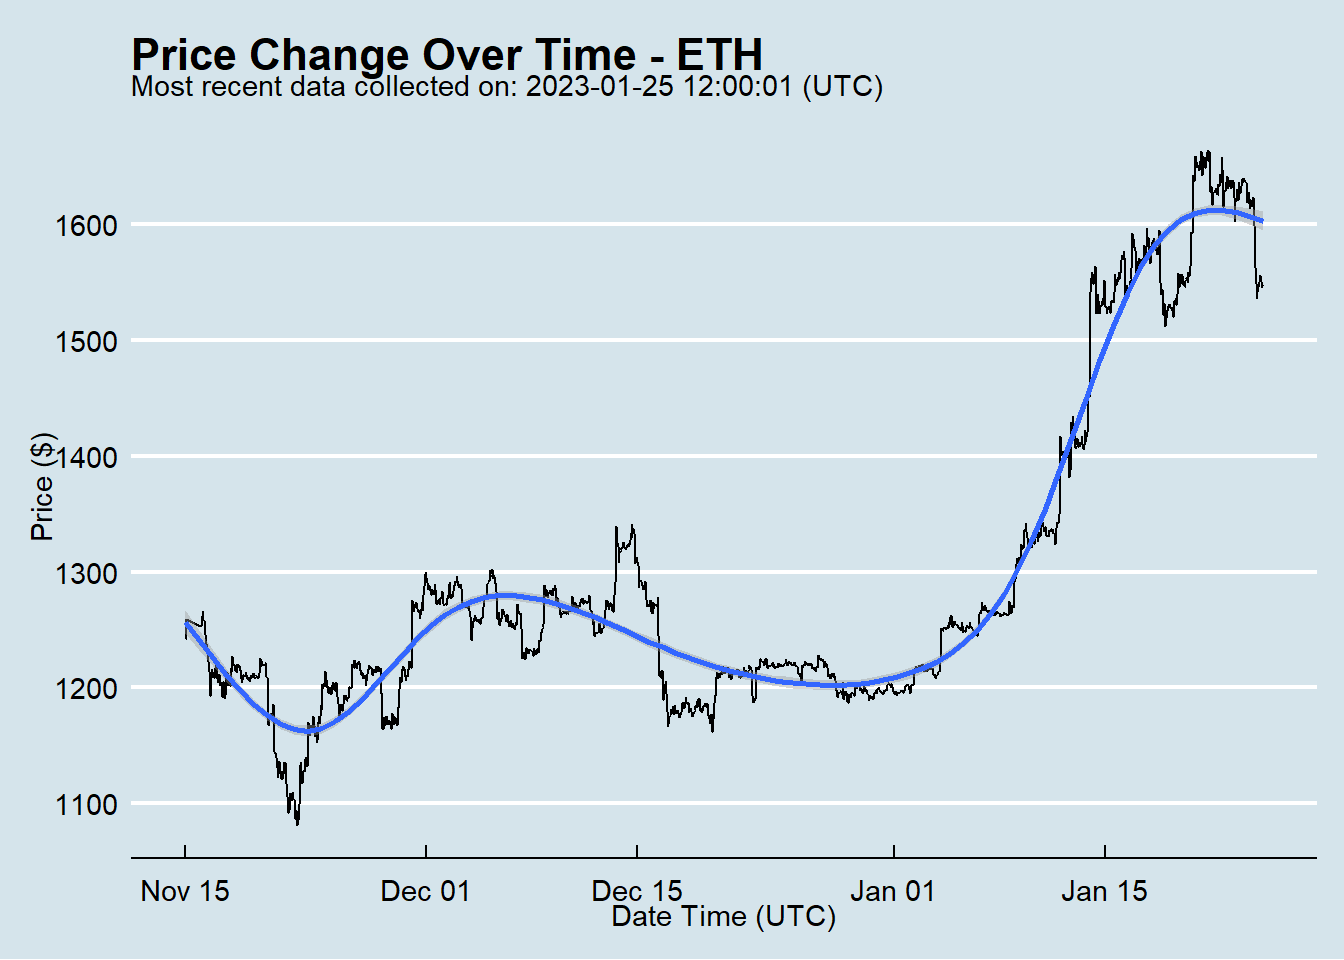 Price Change Over Time - ETH
Most recent data collected on: 2023-01-25 12:00:01 (UTC)
1600
1500
1400
1300
1200
1100
Price ($)
Nov 15
Dec 01
Dec 15
Jan 01
Jan 15
Date Time (UTC)